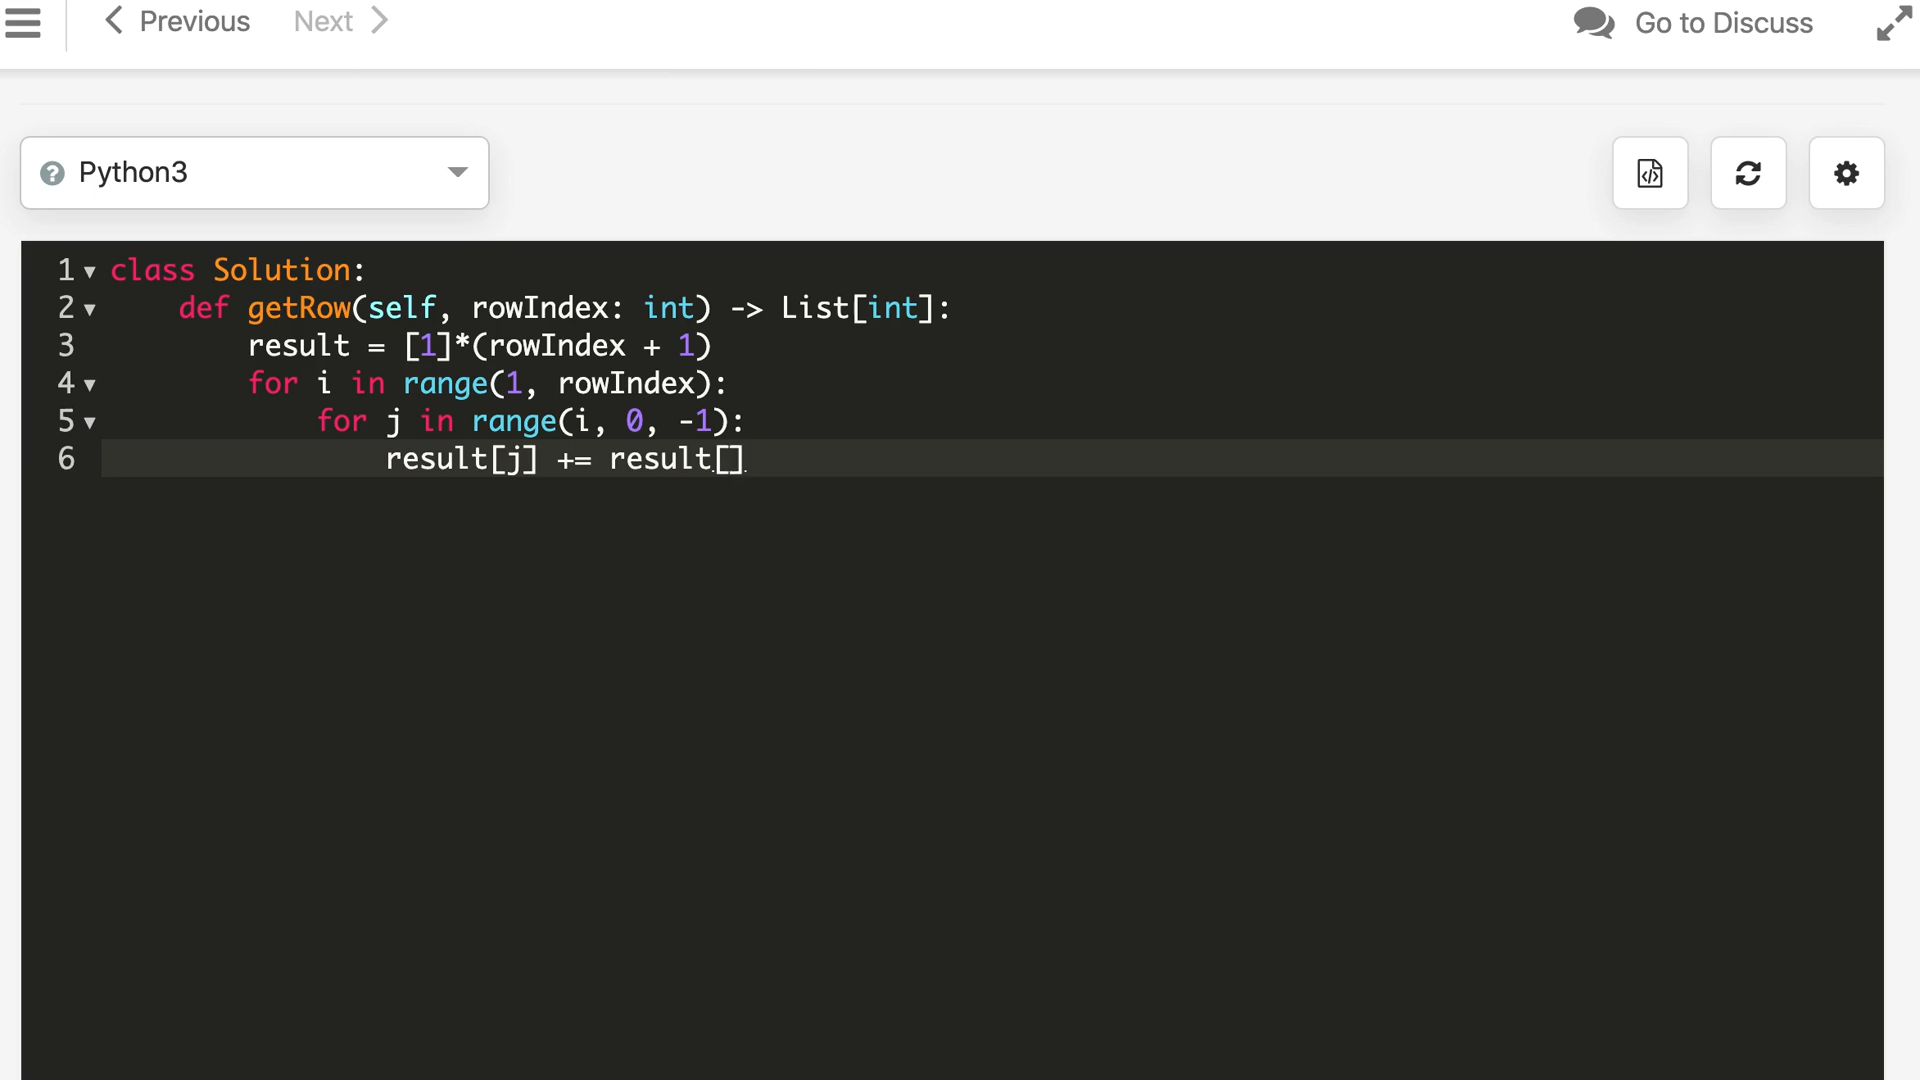 Previous Next Go to Discuss
Python3
1 class Solution:
2 def getRow(self, rowIndex: int) -> List[int]:
3 result = [1]*(rowIndex + 1)
4 for i in range(1, rowIndex):
5 for j in range(i, 0, -1):
6 result[j] += result[]